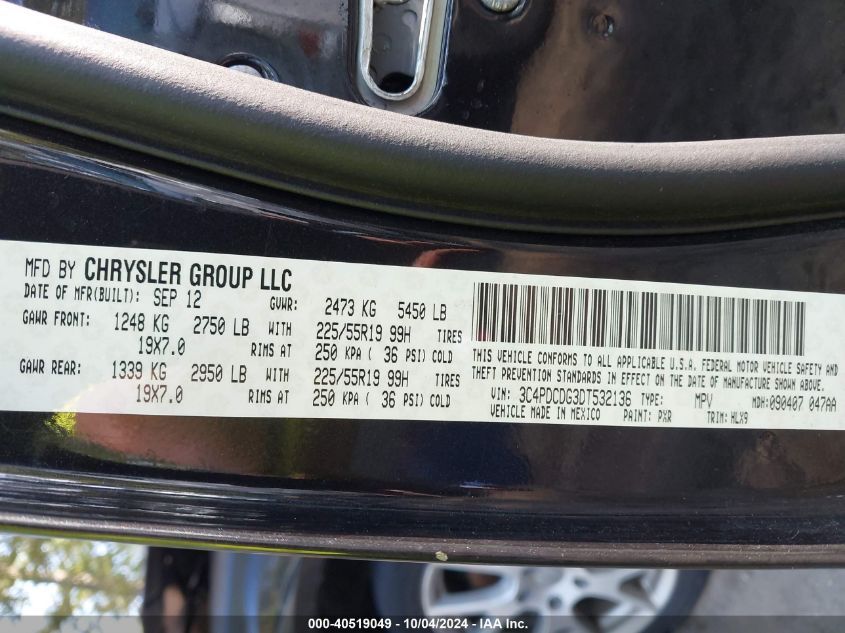 MFD BY CHRYSLER GROUP LLC
DATE OF MFR(BUILT): SEP 12 GVWR: 2473 KG 5450 LB
GAWR FRONT: 1248 KG 2750 LB WITH 225/55R19 99H TIRES
19X7.0 RIMS AT 250 KPA ( 36 PSI) COLD
GAWR REAR: 1339 KG 2950 LB WITH 225/55R19 99H TIRES
19X7.0 RIMS AT 250 KPA ( 36 PSI) COLD
THIS VEHICLE CONFORMS TO ALL APPLICABLE U.S.A. FEDERAL MOTOR VEHICLE SAFETY AND
THEFT PREVENTION STANDARDS IN EFFECT ON THE DATE OF MANUFACTURE SHOWN ABOVE.
VIN: 3C4PDCDG3DT532136 TYPE: MPV MDH:090407 047AA
VEHICLE MADE IN MEXICO PAINT: PXR TRIM: HLX9
000-40519049 - 10/04/2024 - IAA Inc.